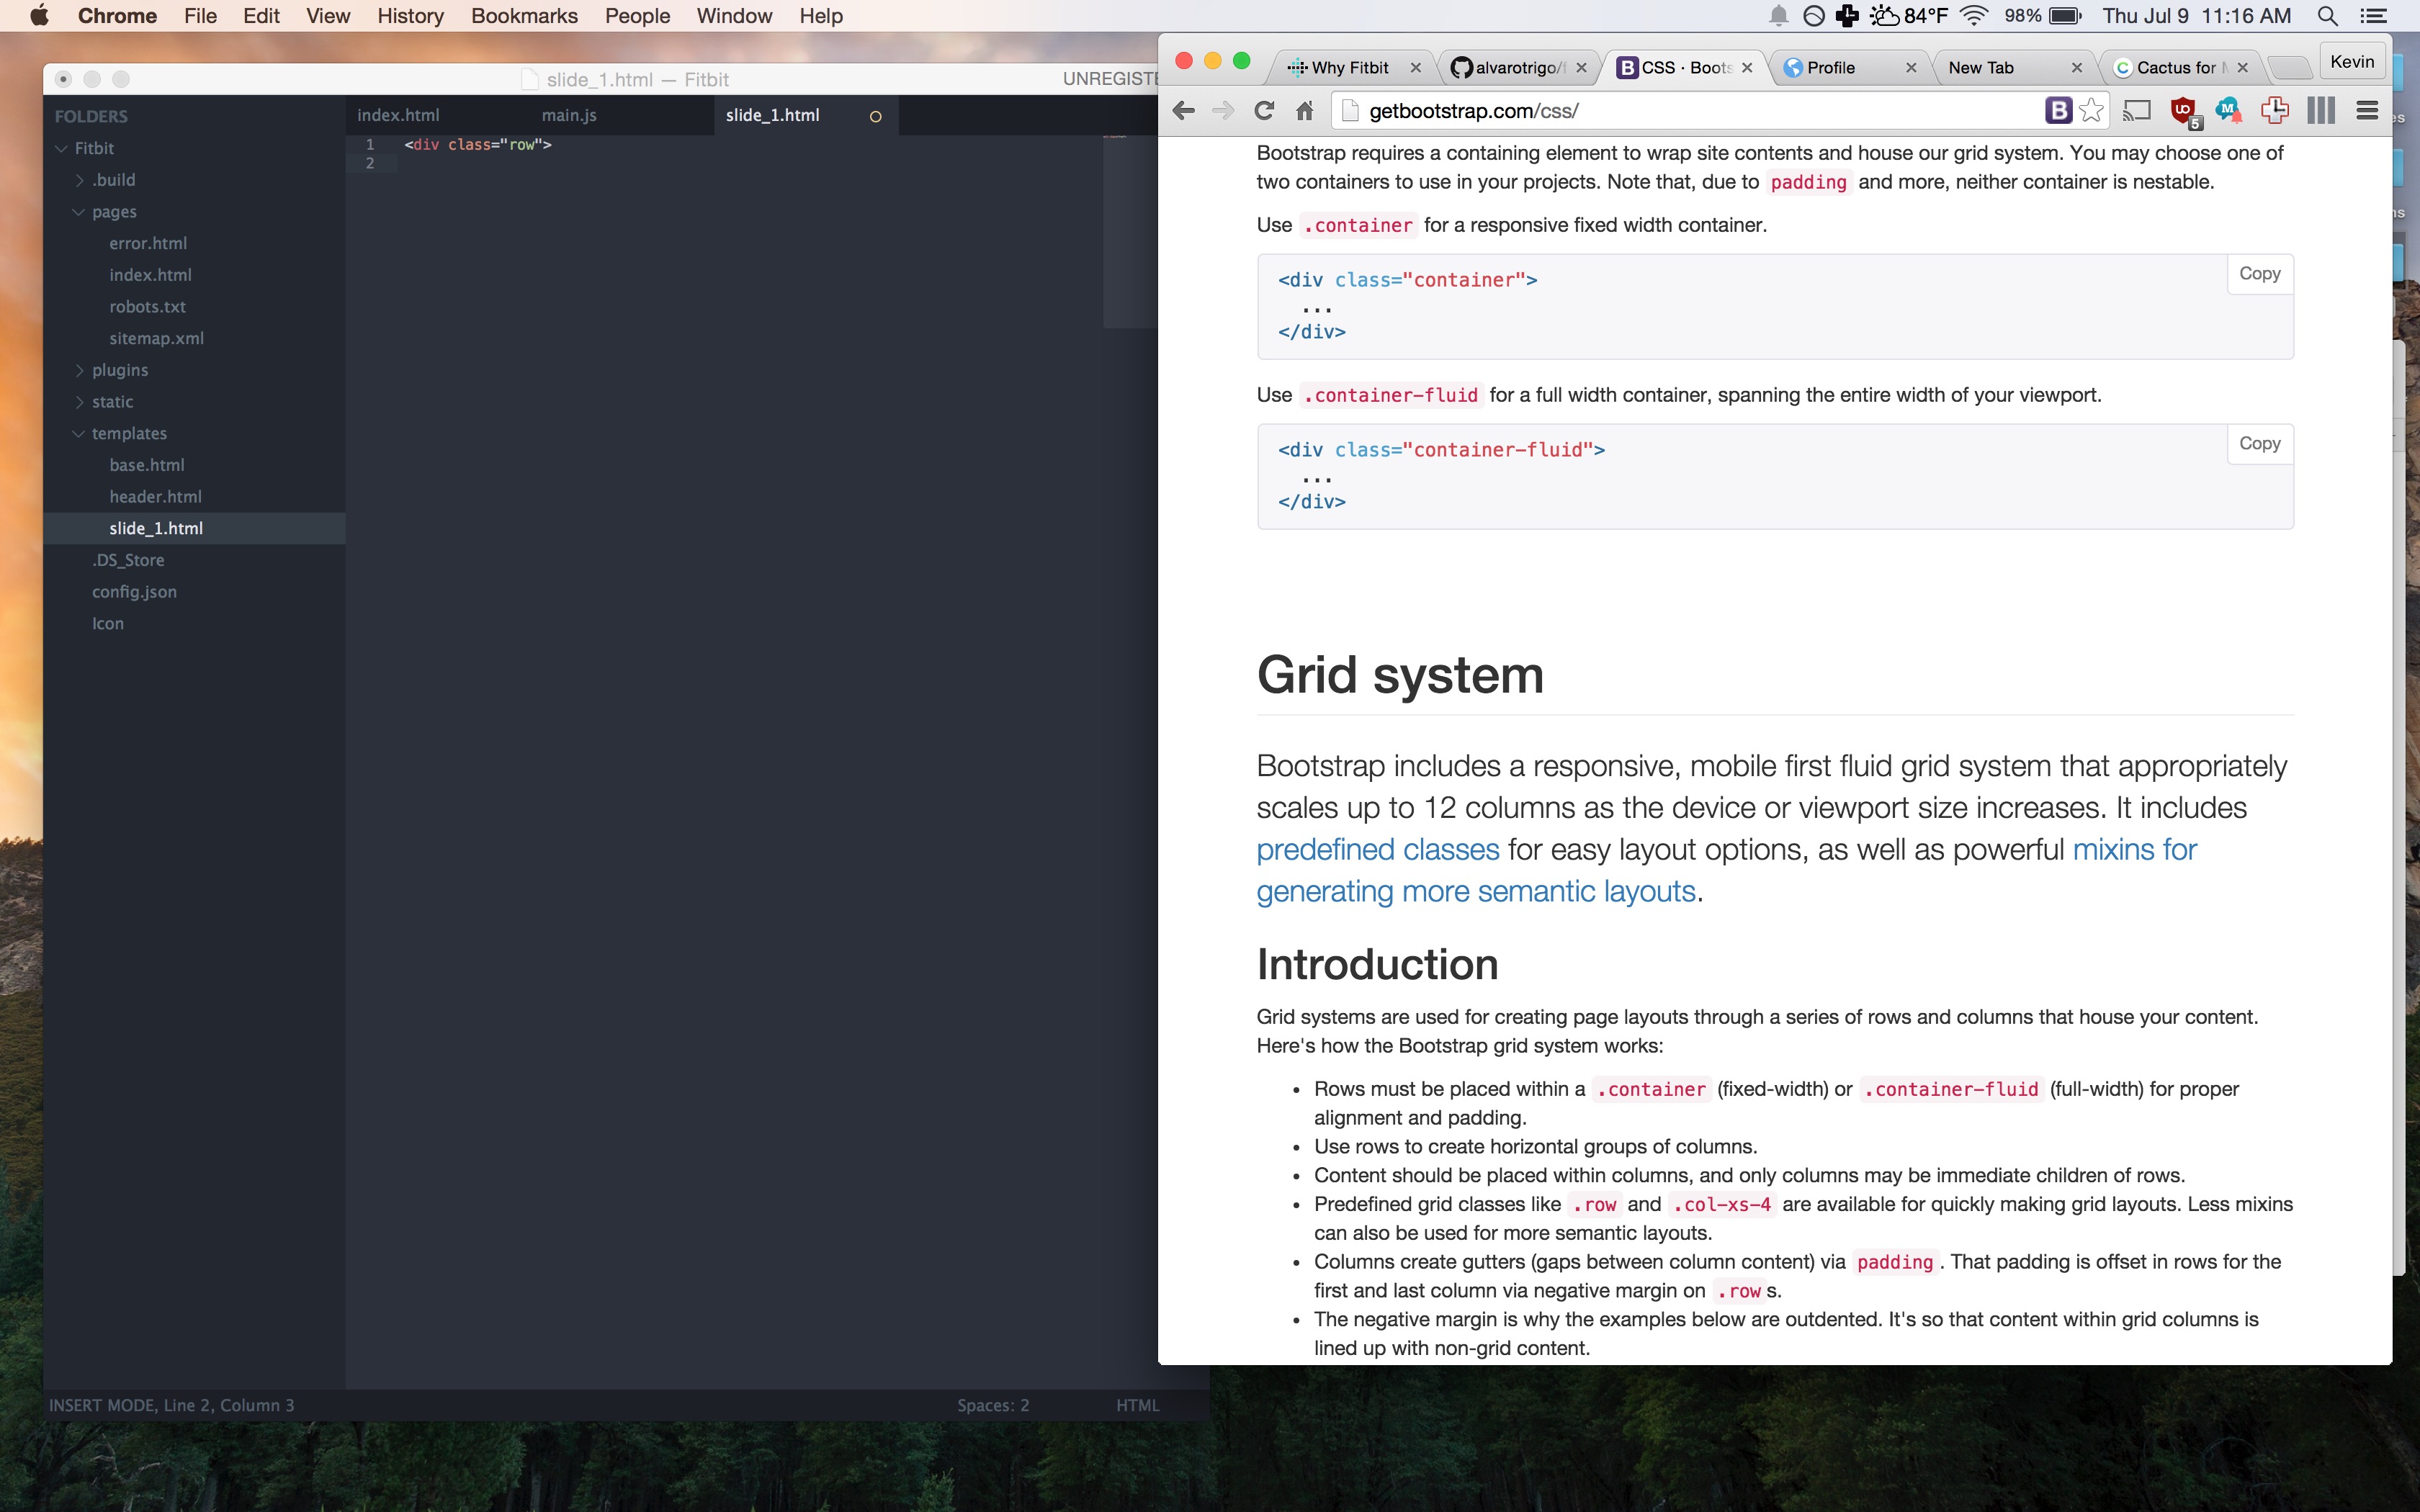 Chrome File Edit View History Bookmarks People Window Help
84°F 98% Thu Jul 9 11:16 AM
slide_1.html — Fitbit
UNREGISTE
FOLDERS
Fitbit
.build
pages
error.html
index.html
robots.txt
sitemap.xml
plugins
static
templates
base.html
header.html
slide_1.html
.DS_Store
config.json
Icon
index.html main.js slide_1.html
1 <div class="row">
2
INSERT MODE, Line 2, Column 3
Spaces: 2
HTML
Why Fitbit alvarotrigo/f CSS · Boots Profile New Tab Cactus for M
Kevin
getbootstrap.com/css/
5
Bootstrap requires a containing element to wrap site contents and house our grid system. You may choose one of
two containers to use in your projects. Note that, due to padding and more, neither container is nestable.
Use .container for a responsive fixed width container.
Copy
<div class="container">
...
</div>
Use .container-fluid for a full width container, spanning the entire width of your viewport.
Copy
<div class="container-fluid">
...
</div>
Grid system
Bootstrap includes a responsive, mobile first fluid grid system that appropriately
scales up to 12 columns as the device or viewport size increases. It includes
predefined classes for easy layout options, as well as powerful mixins for
generating more semantic layouts.
Introduction
Grid systems are used for creating page layouts through a series of rows and columns that house your content.
Here's how the Bootstrap grid system works:
• Rows must be placed within a .container (fixed-width) or .container-fluid (full-width) for proper
alignment and padding.
• Use rows to create horizontal groups of columns.
• Content should be placed within columns, and only columns may be immediate children of rows.
• Predefined grid classes like .row and .col-xs-4 are available for quickly making grid layouts. Less mixins
can also be used for more semantic layouts.
• Columns create gutters (gaps between column content) via padding. That padding is offset in rows for the
first and last column via negative margin on .rows.
• The negative margin is why the examples below are outdented. It's so that content within grid columns is
lined up with non-grid content.